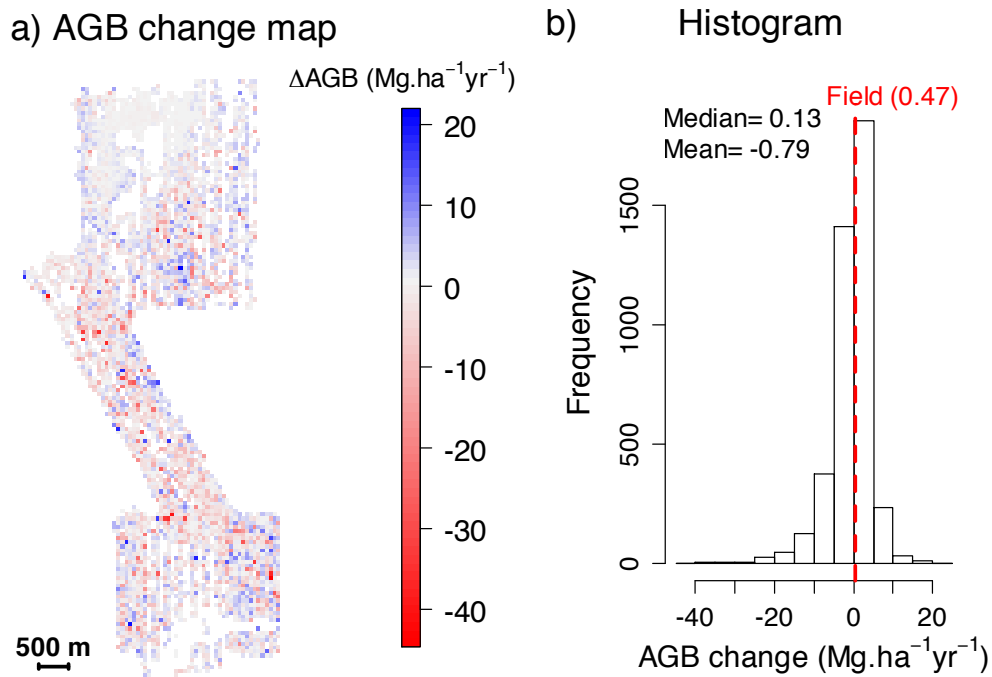 a) AGB change map
ΔAGB (Mg.ha⁻¹yr⁻¹)
20
10
0
-10
-20
-30
-40
500 m
b) Histogram
Field (0.47)
Median= 0.13
Mean= -0.79
Frequency
1500
1000
500
0
-40 -20 0 20
AGB change (Mg.ha⁻¹yr⁻¹)